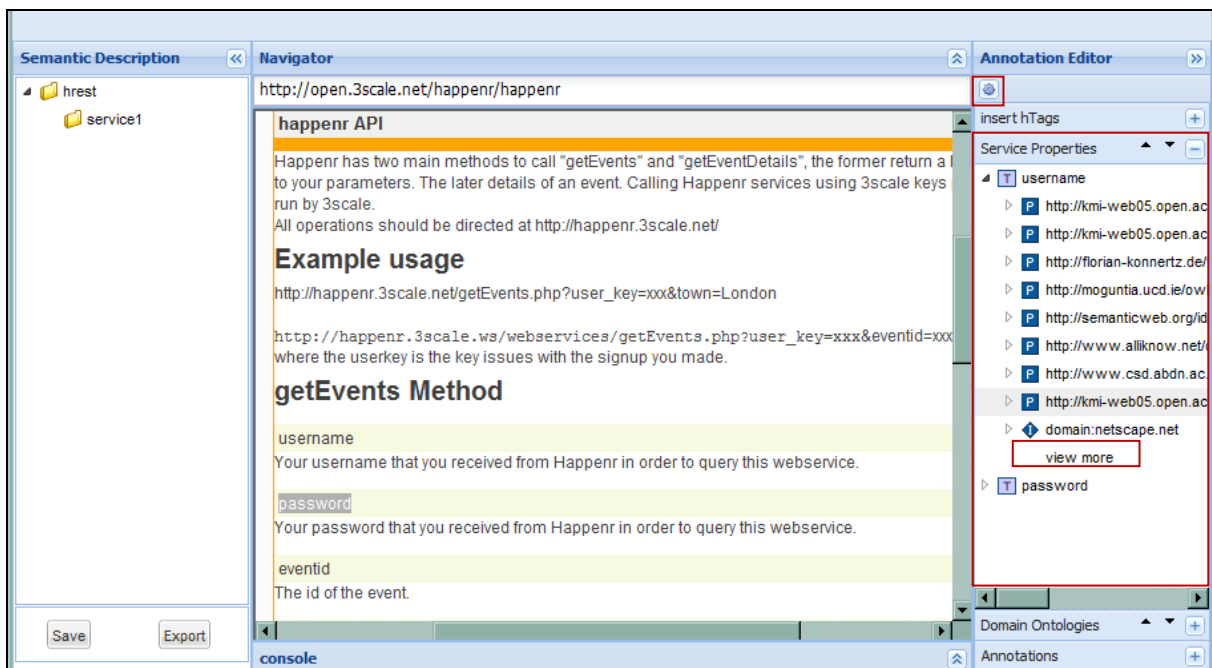 Semantic Description
hrest
service1
Save
Export
Navigator
http://open.3scale.net/happenr/happenr
happenr API
Happenr has two main methods to call "getEvents" and "getEventDetails", the former return a l
to your parameters. The later details of an event. Calling Happenr services using 3scale keys
run by 3scale.
All operations should be directed at http://happenr.3scale.net/
Example usage
http://happenr.3scale.net/getEvents.php?user_key=xxx&town=London
http://happenr.3scale.ws/webservices/getEvents.php?user_key=xxx&eventid=xxx
where the userkey is the key issues with the signup you made.
getEvents Method
username
Your username that you received from Happenr in order to query this webservice.
password
Your password that you received from Happenr in order to query this webservice.
eventid
The id of the event.
console
Annotation Editor
insert hTags
Service Properties
T username
P http://kmi-web05.open.ac
P http://kmi-web05.open.ac
P http://florian-konnertz.de/
P http://moguntia.ucd.ie/owl
P http://semanticweb.org/id
P http://www.alliknow.net/
P http://www.csd.abdn.ac.
P http://kmi-web05.open.ac
I domain:netscape.net
view more
T password
Domain Ontologies
Annotations